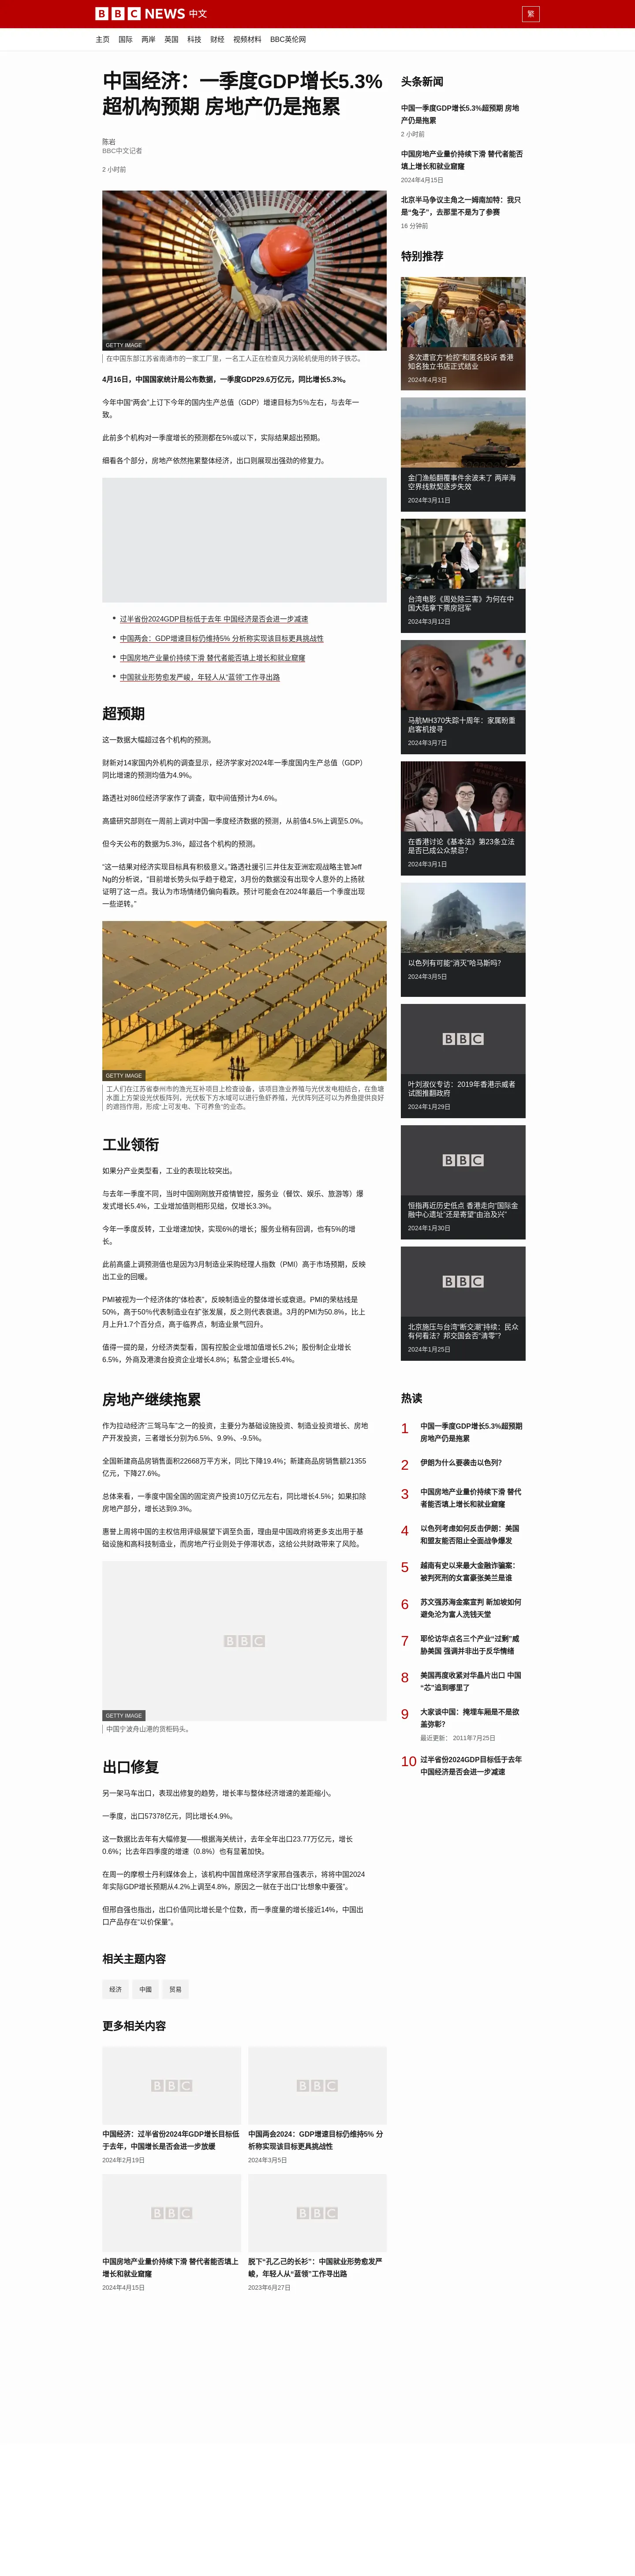 BBC NEWS 中文
繁
主页 国际 两岸 英国 科技 财经 视频材料 BBC英伦网
中国经济：一季度GDP增长5.3%
超机构预期 房地产仍是拖累
陈岩
BBC中文记者
2 小时前
GETTY IMAGE
在中国东部江苏省南通市的一家工厂里，一名工人正在检查风力涡轮机使用的转子铁芯。
4月16日，中国国家统计局公布数据，一季度GDP29.6万亿元，同比增长5.3%。
今年中国“两会”上订下今年的国内生产总值（GDP）增速目标为5%左右，与去年一
致。
此前多个机构对一季度增长的预测都在5%或以下，实际结果超出预期。
细看各个部分，房地产依然拖累整体经济，出口则展现出强劲的修复力。
过半省份2024GDP目标低于去年 中国经济是否会进一步减速
中国两会：GDP增速目标仍维持5% 分析称实现该目标更具挑战性
中国房地产业量价持续下滑 替代者能否填上增长和就业窟窿
中国就业形势愈发严峻，年轻人从“蓝领”工作寻出路
超预期
这一数据大幅超过各个机构的预测。
财新对14家国内外机构的调查显示，经济学家对2024年一季度国内生产总值（GDP）
同比增速的预测均值为4.9%。
路透社对86位经济学家作了调查，取中间值预计为4.6%。
高盛研究部则在一周前上调对中国一季度经济数据的预测，从前值4.5%上调至5.0%。
但今天公布的数据为5.3%，超过各个机构的预测。
“这一结果对经济实现目标具有积极意义。”路透社援引三井住友亚洲宏观战略主管Jeff
Ng的分析说，“目前增长势头似乎趋于稳定，3月份的数据没有出现令人意外的上扬就
证明了这一点。我认为市场情绪仍偏向看跌。预计可能会在2024年最后一个季度出现
一些逆转。”
GETTY IMAGE
工人们在江苏省泰州市的渔光互补项目上检查设备，该项目渔业养殖与光伏发电相结合，在鱼塘
水面上方架设光伏板阵列，光伏板下方水域可以进行鱼虾养殖，光伏阵列还可以为养鱼提供良好
的遮挡作用，形成“上可发电、下可养鱼”的业态。
工业领衔
如果分产业类型看，工业的表现比较突出。
与去年一季度不同，当时中国刚刚放开疫情管控，服务业（餐饮、娱乐、旅游等）爆
发式增长5.4%，工业增加值则相形见绌，仅录得3.3%。
今年一季度反转，工业增速加快，实现6%的增长；服务业稍有回调，也有5%的增
长。
此前高盛上调预测值也是因为3月制造业采购经理人指数（PMI）高于市场预期，反映
出工业的回暖。
PMI被视为一个经济体的“体检表”，反映制造业的整体增长或衰退。PMI的荣枯线是
50%，高于50%代表制造业在扩张发展，反之则代表衰退。3月的PMI为50.8%，比上
月上升1.7个百分点，高于临界点，制造业景气回升。
值得一提的是，分经济类型看，国有控股企业增加值增长5.2%；股份制企业增长
6.5%，外商及港澳台投资企业增长4.8%；私营企业增长5.4%。
房地产继续拖累
作为拉动经济“三驾马车”之一的投资，主要分为基础设施投资、制造业投资增长、房地
产开发投资，三者增长分别为6.5%、9.9%、-9.5%。
全国新建商品房销售面积22668万平方米，同比下降19.4%；新建商品房销售额21355
亿元，下降27.6%。
总体来看，一季度中国全国的固定资产投资10万亿元左右，同比增长4.5%；如果扣除
房地产部分，增长达到9.3%。
惠誉上周将中国的主权信用评级展望下调至负面，理由是中国政府将更多支出用于基
础设施和高科技制造业，而房地产行业则处于停滞状态，这给公共财政带来了风险。
BBC
GETTY IMAGE
中国宁波舟山港的货柜码头。
出口修复
另一架马车出口，表现出修复的趋势，增长率与整体经济增速的差距缩小。
一季度，出口57378亿元，同比增长4.9%。
这一数据比去年有大幅修复——根据海关统计，去年全年出口23.77万亿元，增长
0.6%；比去年四季度的增速（0.8%）也有显著加快。
在周一的摩根士丹利媒体会上，该机构中国首席经济学家邢自强表示，将将中国2024
年实际GDP增长预期从4.2%上调至4.8%，原因之一就在于出口“比想象中要强”。
但邢自强也指出，出口价值同比增长是个位数，而一季度量的增长接近14%，中国出
口产品存在“以价保量”。
相关主题内容
经济 中國 贸易
更多相关内容
BBC BBC
中国经济：过半省份2024年GDP增长目标低
于去年，中国增长是否会进一步放缓
2024年2月19日
中国两会2024：GDP增速目标仍维持5% 分
析称实现该目标更具挑战性
2024年3月5日
BBC BBC
中国房地产业量价持续下滑 替代者能否填上
增长和就业窟窿
2024年4月15日
脱下“孔乙己的长衫”：中国就业形势愈发严
峻，年轻人从“蓝领”工作寻出路
2023年6月27日
头条新闻
中国一季度GDP增长5.3%超预期 房地
产仍是拖累
2 小时前
中国房地产业量价持续下滑 替代者能否
填上增长和就业窟窿
2024年4月15日
北京半马争议主角之一姆南加特：我只
是“兔子”，去那里不是为了参赛
16 分钟前
特别推荐
多次遭官方“检控”和匿名投诉 香港
知名独立书店正式结业
2024年4月3日
金门渔船翻覆事件余波未了 两岸海
空界线默契逐步失效
2024年3月11日
台湾电影《周处除三害》为何在中
国大陆拿下票房冠军
2024年3月12日
马航MH370失踪十周年：家属盼重
启客机搜寻
2024年3月7日
在香港讨论《基本法》第23条立法
是否已成公众禁忌？
2024年3月1日
以色列有可能“消灭”哈马斯吗？
2024年3月5日
BBC
叶刘淑仪专访：2019年香港示威者
试图推翻政府
2024年1月29日
BBC
恒指再近历史低点 香港走向“国际金
融中心遗址”还是寄望“由治及兴”
2024年1月30日
BBC
北京施压与台湾“断交潮”持续：民众
有何看法？邦交国会否“清零”？
2024年1月25日
热读
1 中国一季度GDP增长5.3%超预期
房地产仍是拖累
2 伊朗为什么要袭击以色列？
3 中国房地产业量价持续下滑 替代
者能否填上增长和就业窟窿
4 以色列考虑如何反击伊朗：美国
和盟友能否阻止全面战争爆发
5 越南有史以来最大金融诈骗案：
被判死刑的女富豪张美兰是谁
6 苏文强苏海金案宣判 新加坡如何
避免沦为富人洗钱天堂
7 耶伦访华点名三个产业“过剩”威
胁美国 强调并非出于反华情绪
8 美国再度收紧对华晶片出口 中国
“芯”追到哪里了
9 大家谈中国：掩埋车厢是不是欲
盖弥彰？
最近更新： 2011年7月25日
10 过半省份2024GDP目标低于去年
中国经济是否会进一步减速